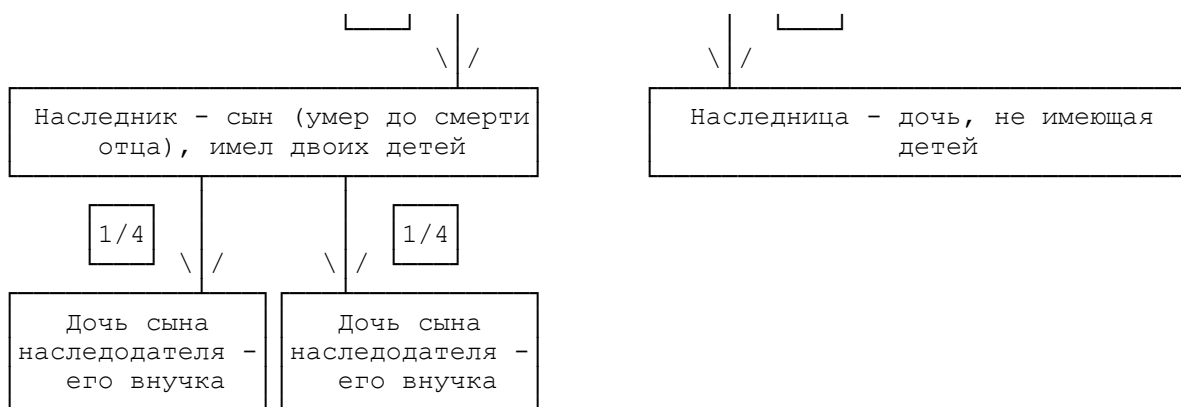 Наследник - сын (умер до смерти
отца), имел двоих детей
Наследница - дочь, не имеющая
детей
1/4
1/4
Дочь сына
наследодателя -
его внучка
Дочь сына
наследодателя -
его внучка